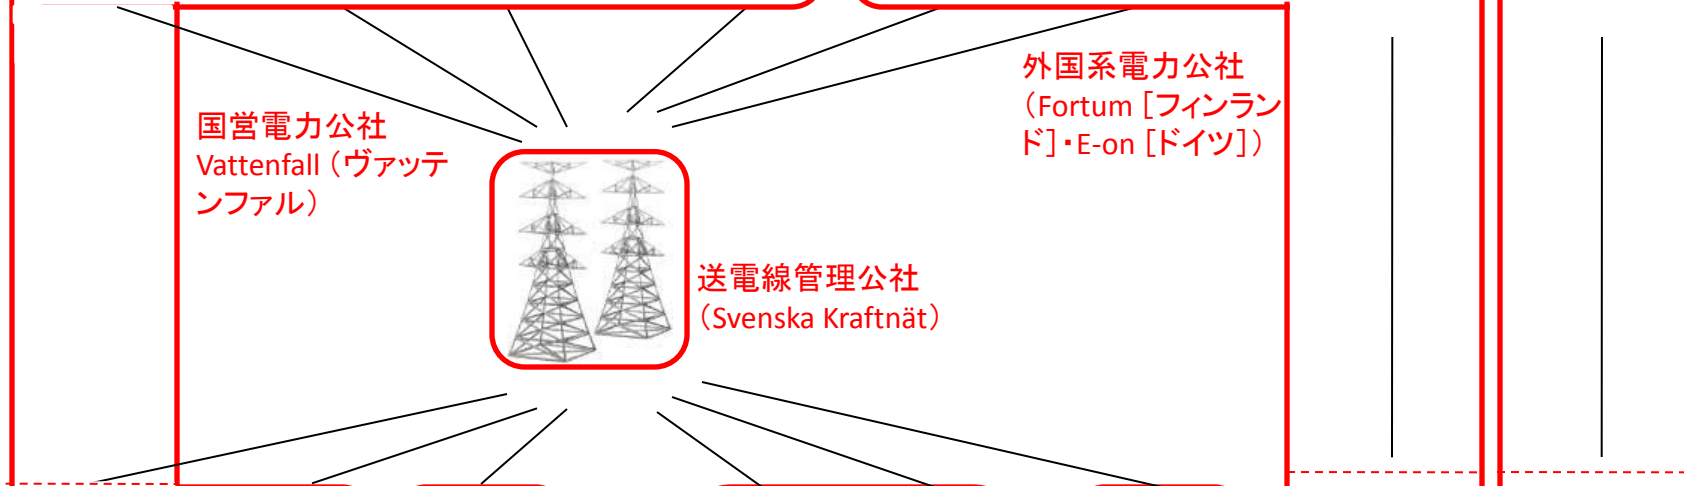 外国系電力公社
（Fortum［フィンラン
ド］・E-on［ドイツ］）
国営電力公社
Vattenfall（ヴァッテ
ンファル）
送電線管理公社
（Svenska Kraftnät）